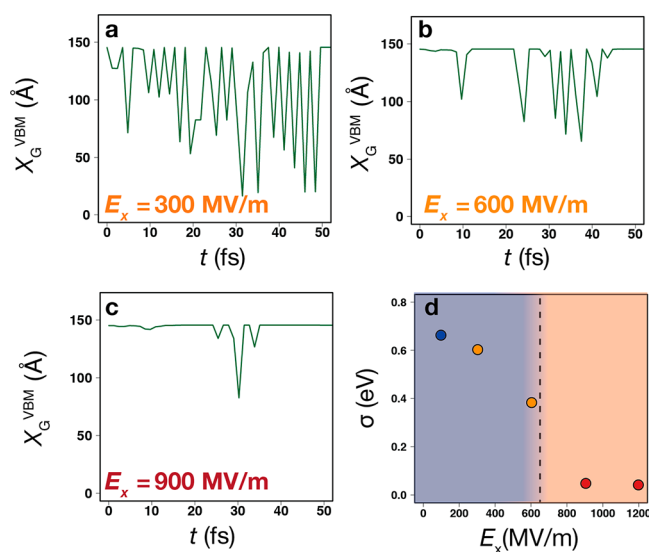 a
X_G^VBM (Å)
150
100
50
0
E_x = 300 MV/m
0 10 20 30 40 50
t (fs)
b
X_G^VBM (Å)
150
100
50
0
E_x = 600 MV/m
0 10 20 30 40 50
t (fs)
c
X_G^VBM (Å)
150
100
50
0
E_x = 900 MV/m
0 10 20 30 40 50
t (fs)
d
σ (eV)
0.8
0.6
0.4
0.2
0.0
0 200 400 600 800 1000 1200
E_x(MV/m)